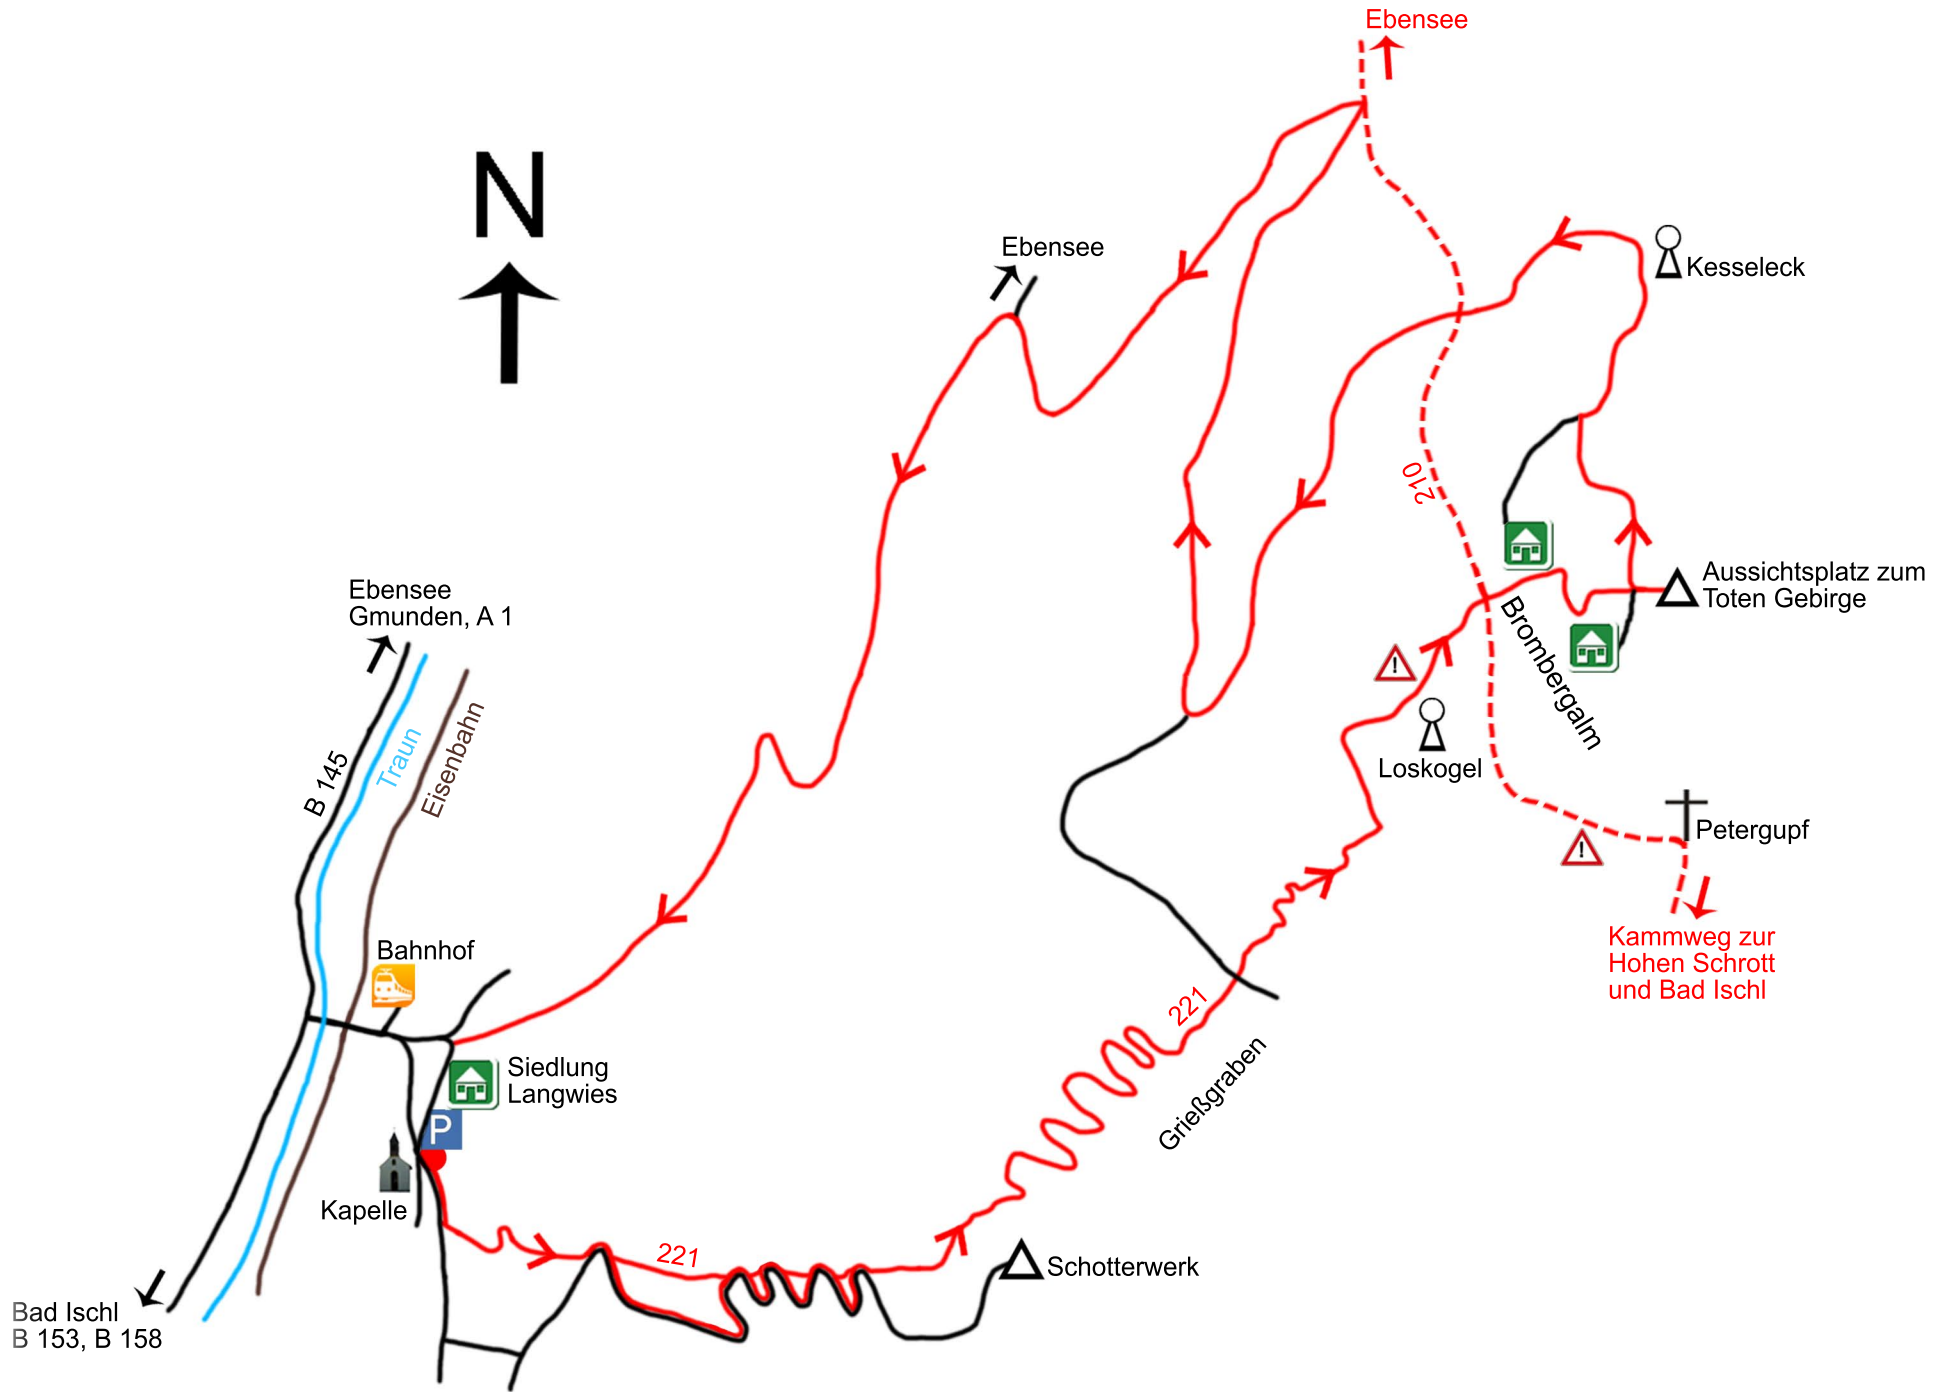 Ebensee
N
Ebensee
Kesseleck
210
Aussichtsplatz zum
Toten Gebirge
Ebensee
Gmunden, A 1
Brombergalm
B 145
Traun
Eisenbahn
!
Loskogel
Petergupf
!
Kammweg zur
Hohen Schrott
und Bad Ischl
Bahnhof
221
Grießgraben
Siedlung
Langwies
P
Kapelle
221
Schotterwerk
Bad Ischl
B 153, B 158